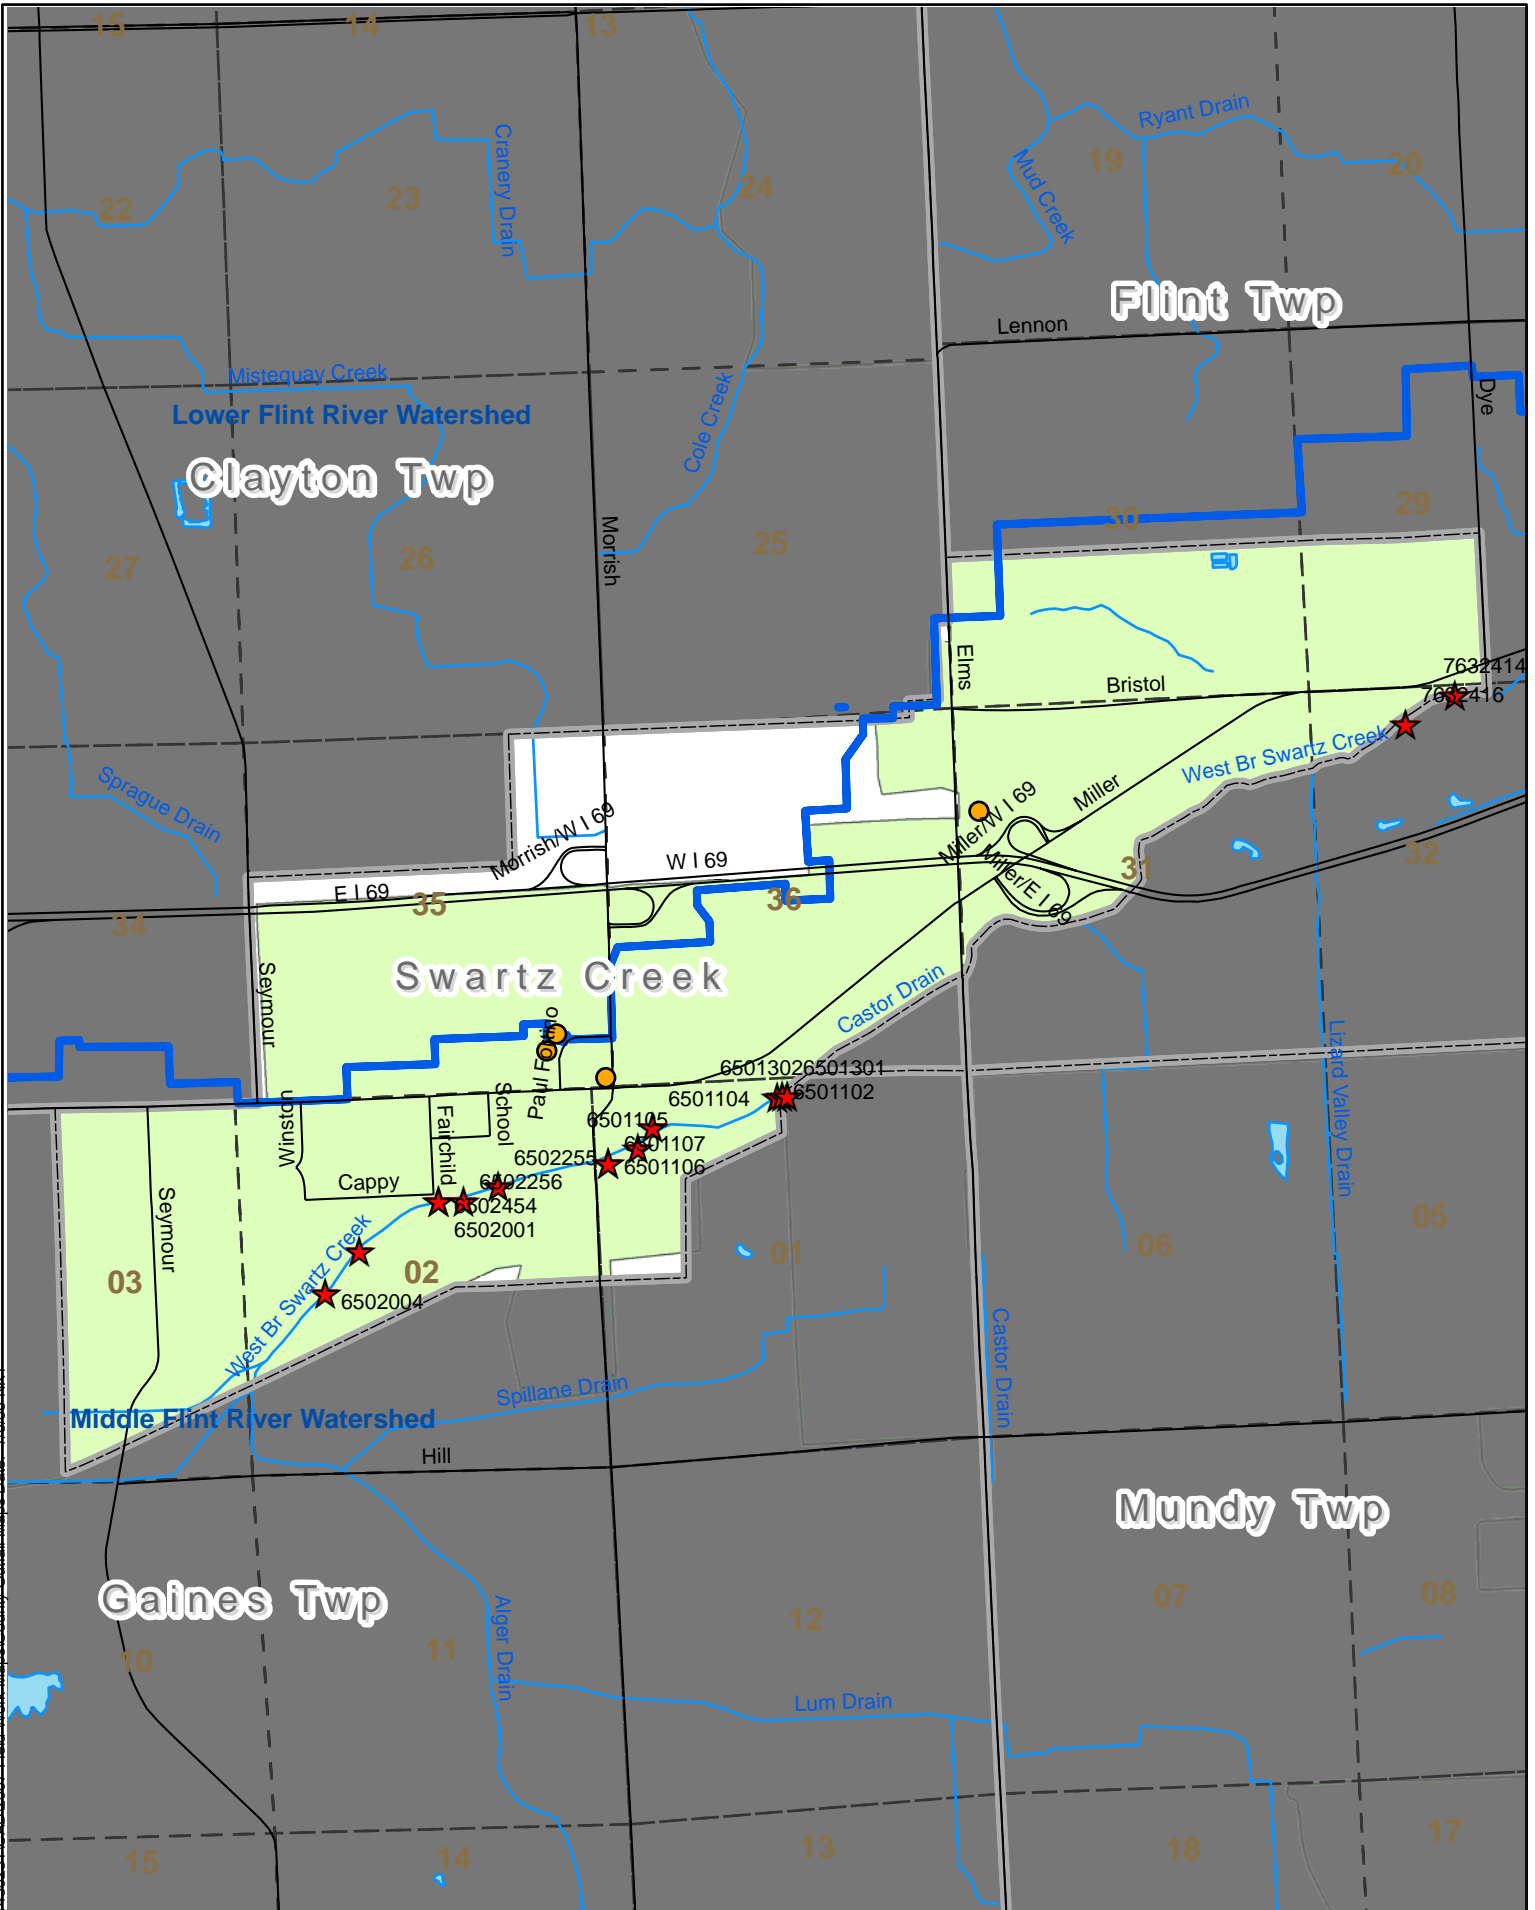 15
14
13
Ryant Drain
Cranery Drain
Mud Creek
19
20
22
23
24
Flint Twp
Lennon
Mistequay Creek
Lower Flint River Watershed
Cole Creek
Dye
Clayton Twp
30
29
27
26
Morrish
25
Elms
Bristol
7632414
7632416
West Br Swartz Creek
Sprague Drain
Morrish/W I 69
W I 69
Miller/W I 69
Miller
Miller/E I 69
31
32
E I 69
35
36
34
Seymour
Swartz Creek
Castor Drain
Paul Fortino
Lizard Valley Drain
65013026501301
6501104
6501102
Winston
Fairchild
School
6501105
6501107
6502255
6501106
Cappy
6502256
6502454
6502001
Seymour
West Br Swartz Creek
03
02
01
06
05
6502004
Castor Drain
Spillane Drain
Middle Flint River Watershed
Hill
Mundy Twp
Gaines Twp
07
08
Alger Drain
12
10
11
Lum Drain
15
14
13
18
17